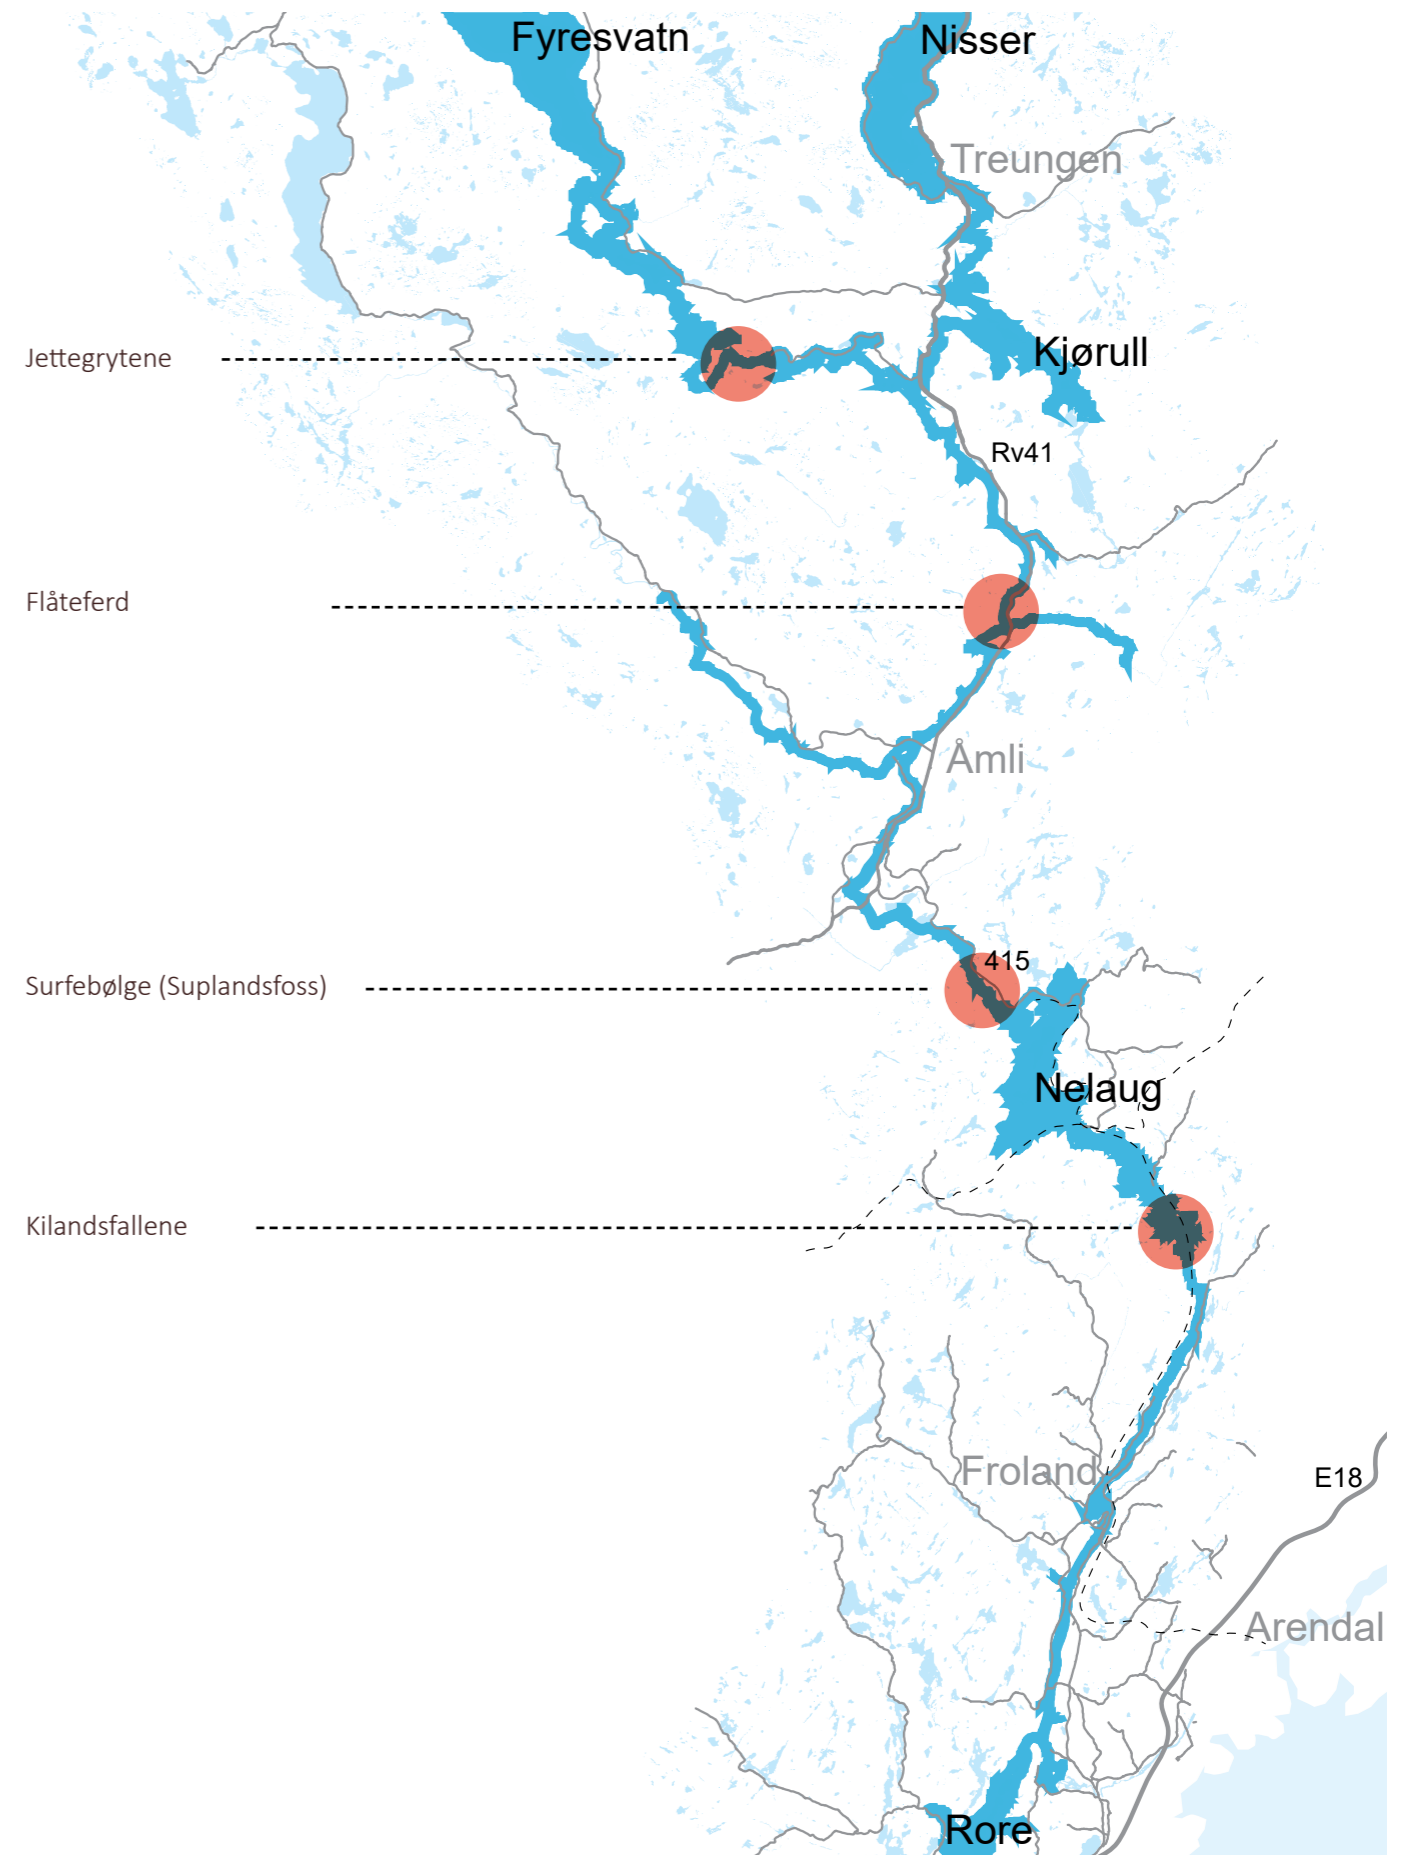 Fyresvatn
Nisser
Treungen
Kjørull
Jettegrytene
Rv41
Flåteferd
Åmli
415
Surfebølge (Suplandsfoss)
Nelaug
Kilandsfallene
Froland
E18
Arendal
Rore